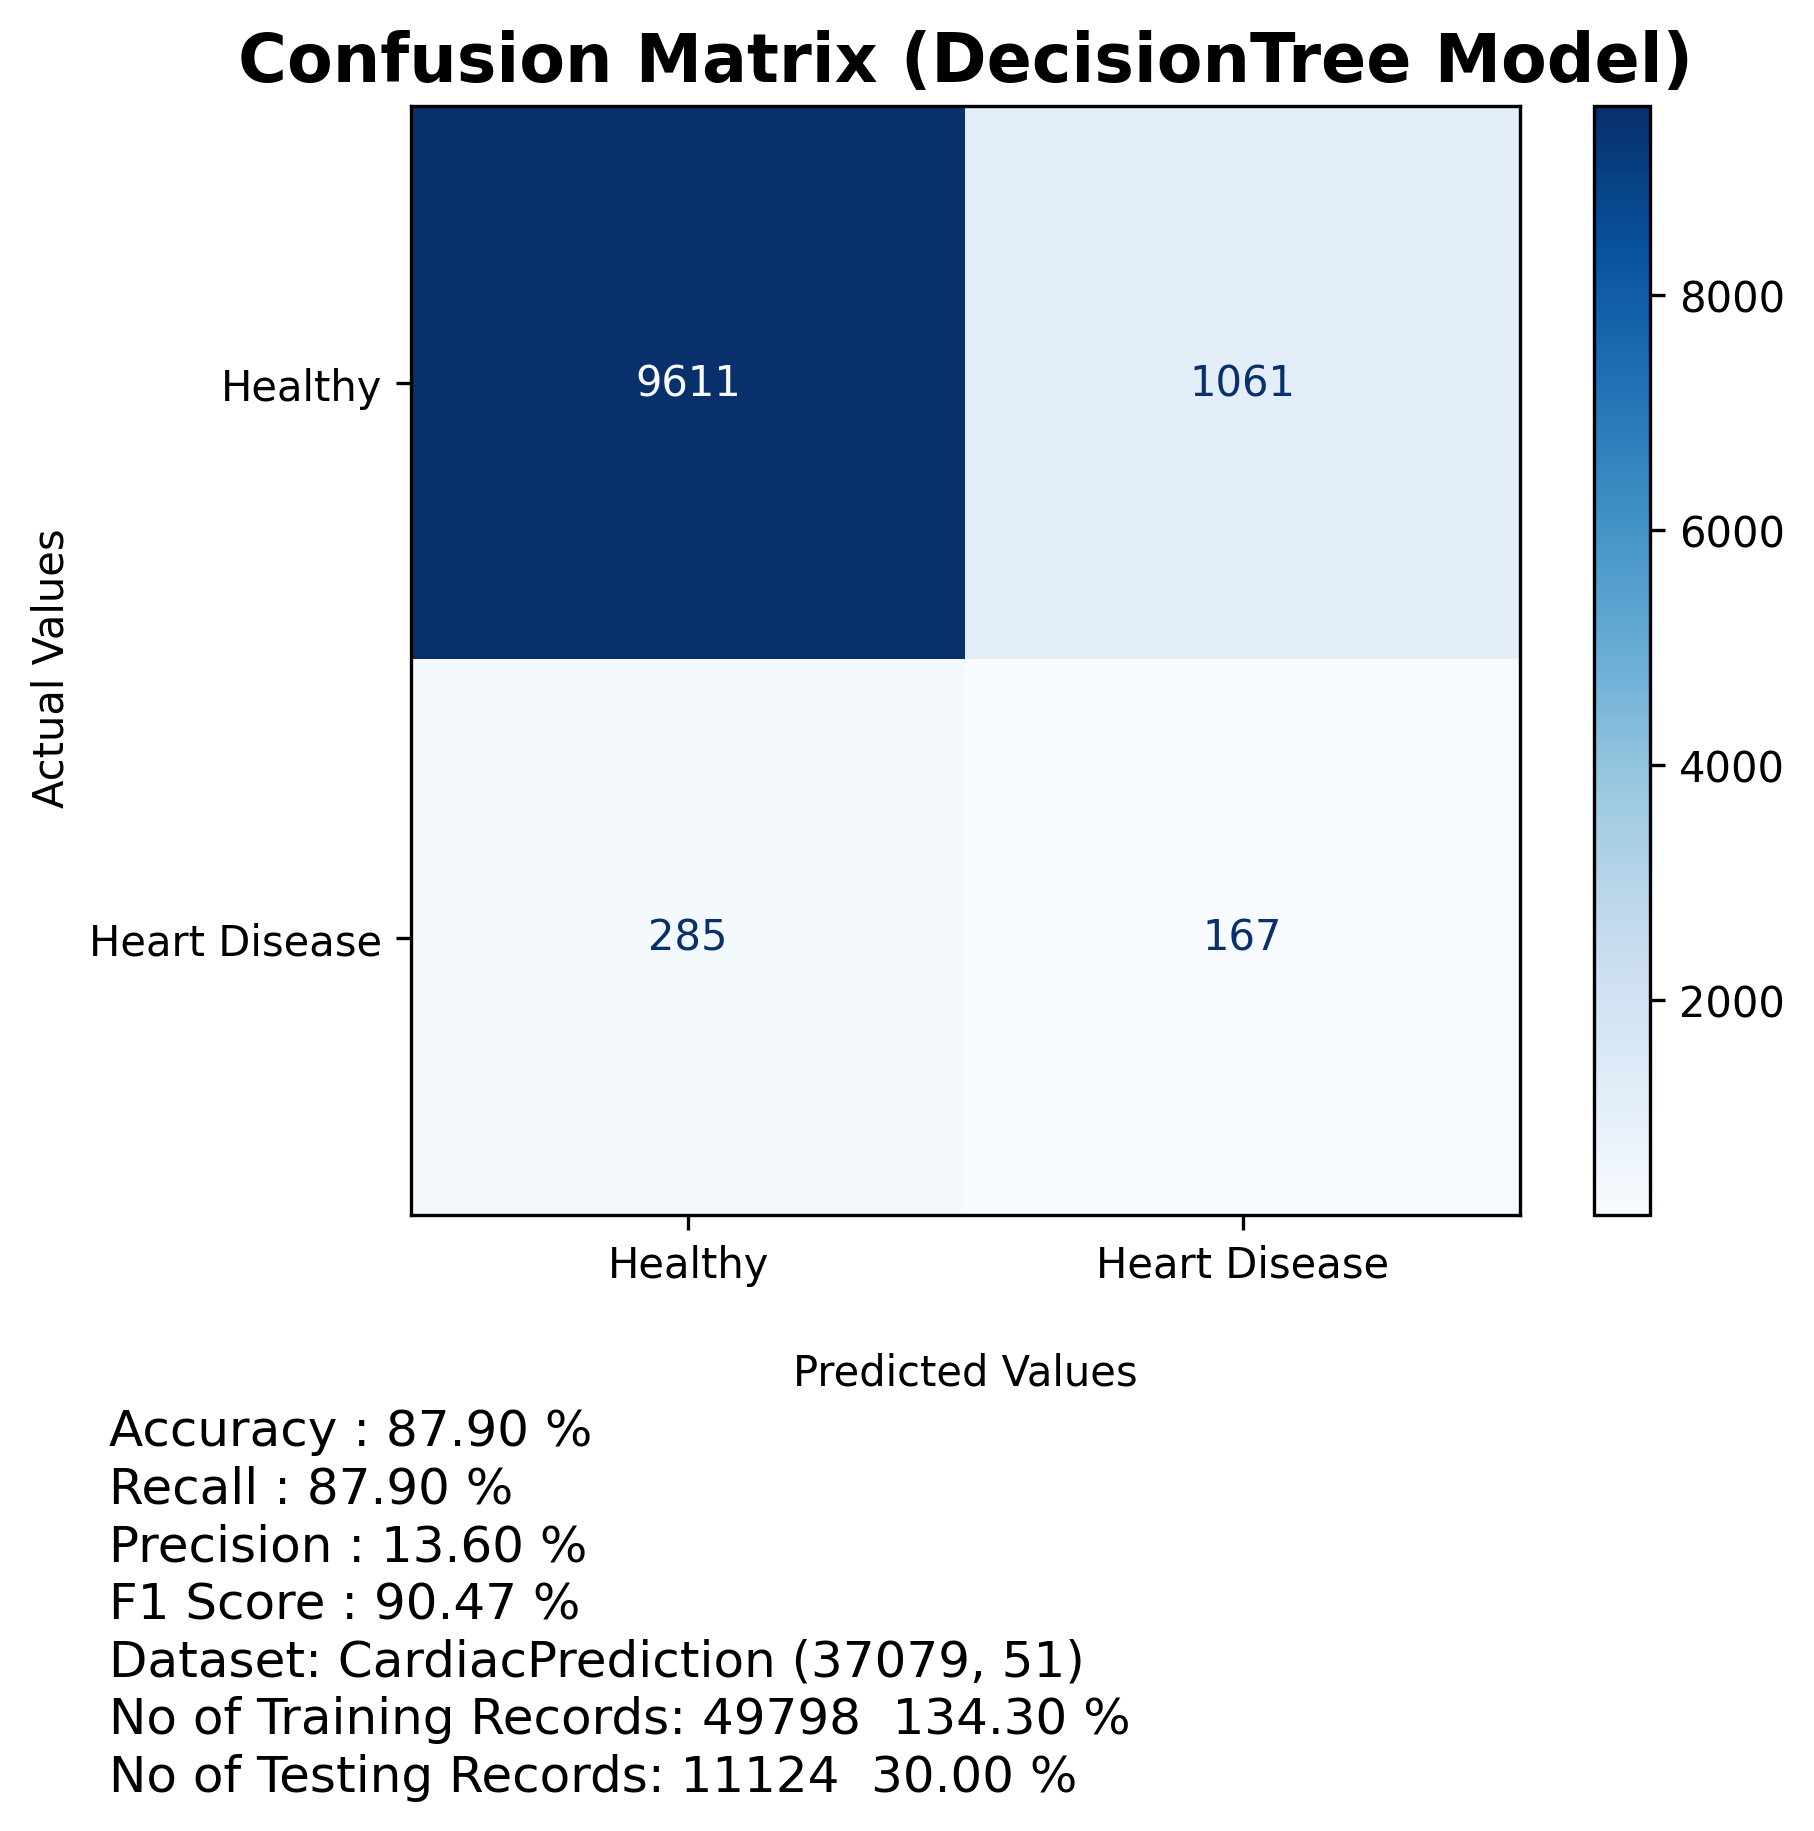 Confusion Matrix (DecisionTree Model)
Actual Values
Healthy
9611
1061
Heart Disease
285
167
Healthy
Heart Disease
Predicted Values
8000
6000
4000
2000
Accuracy : 87.90 %
Recall : 87.90 %
Precision : 13.60 %
F1 Score : 90.47 %
Dataset: CardiacPrediction (37079, 51)
No of Training Records: 49798  134.30 %
No of Testing Records: 11124  30.00 %